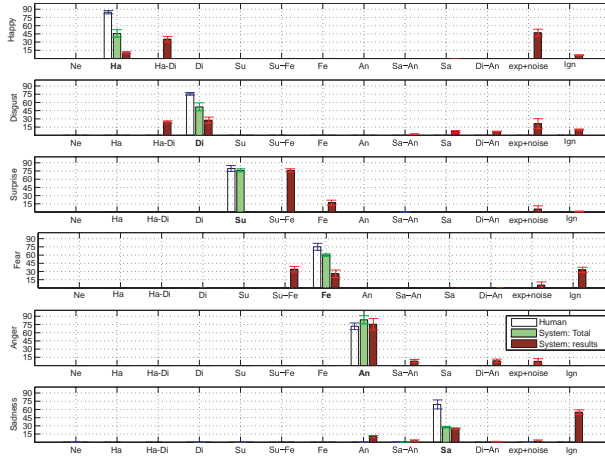 Happy
90
75
60
45
30
15
Ne Ha Ha-Di Di Su Su-Fe Fe An Sa-An Sa Di-An exp+noise Ign
Disgust
90
75
60
45
30
15
Ne Ha Ha-Di Di Su Su-Fe Fe An Sa-An Sa Di-An exp+noise Ign
Surprise
90
75
60
45
30
15
Ne Ha Ha-Di Di Su Su-Fe Fe An Sa-An Sa Di-An exp+noise Ign
Fear
90
75
60
45
30
15
Ne Ha Ha-Di Di Su Su-Fe Fe An Sa-An Sa Di-An exp+noise Ign
Anger
90
75
60
45
30
15
Human
System: Total
System: results
Ne Ha Ha-Di Di Su Su-Fe Fe An Sa-An Sa Di-An exp+noise Ign
Sadness
90
75
60
45
30
15
Ne Ha Ha-Di Di Su Su-Fe Fe An Sa-An Sa Di-An exp+noise Ign